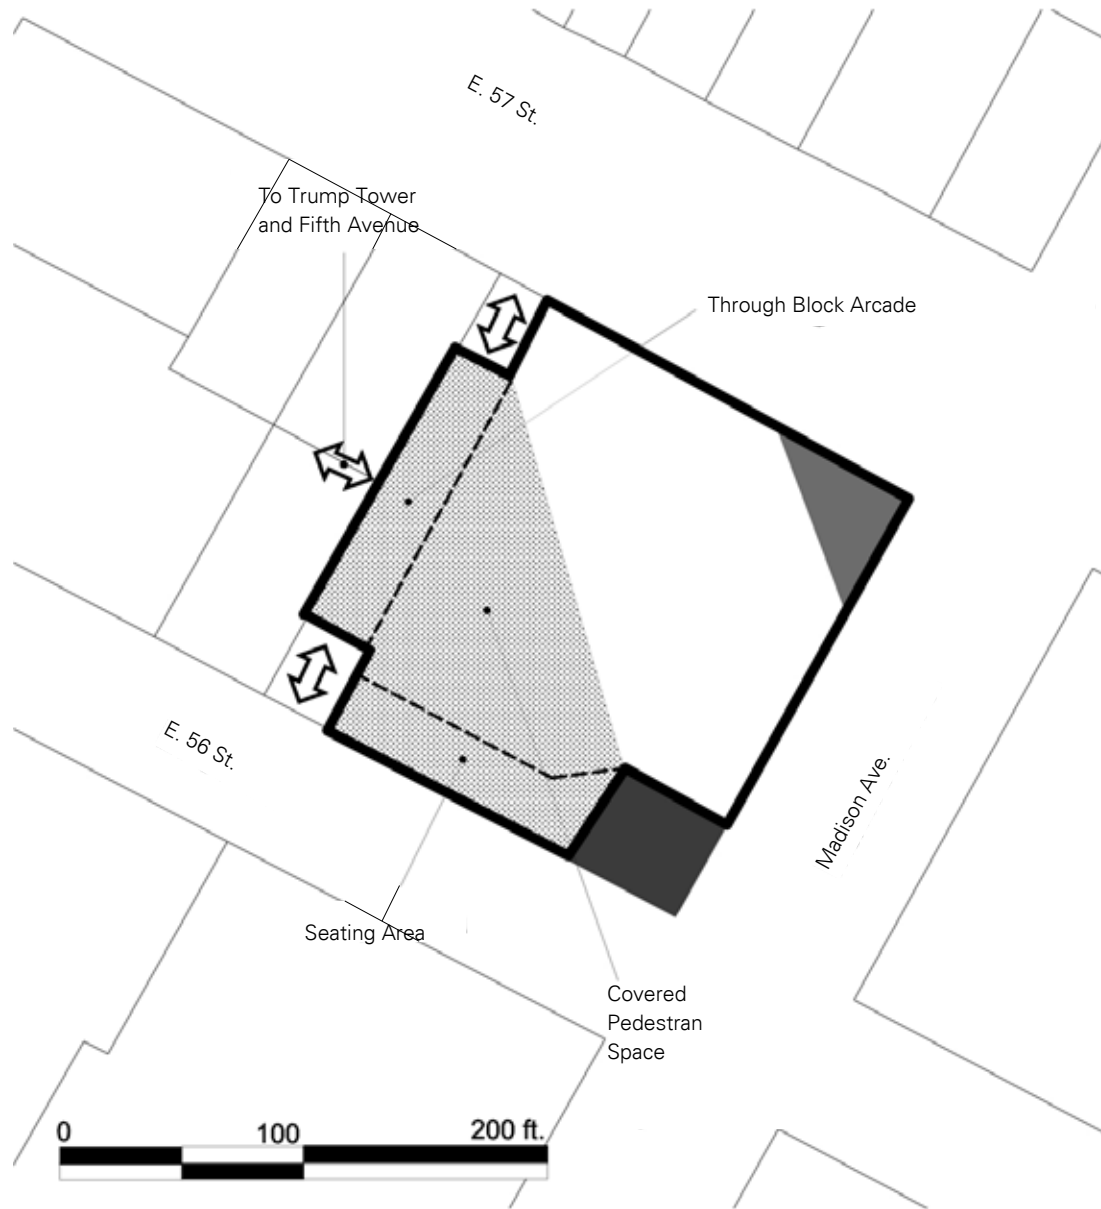 E. 57 St.
To Trump Tower
and Fifth Avenue
Through Block Arcade
E. 56 St.
Madison Ave.
Seating Area
Covered
Pedestran
Space
0 100 200 ft.